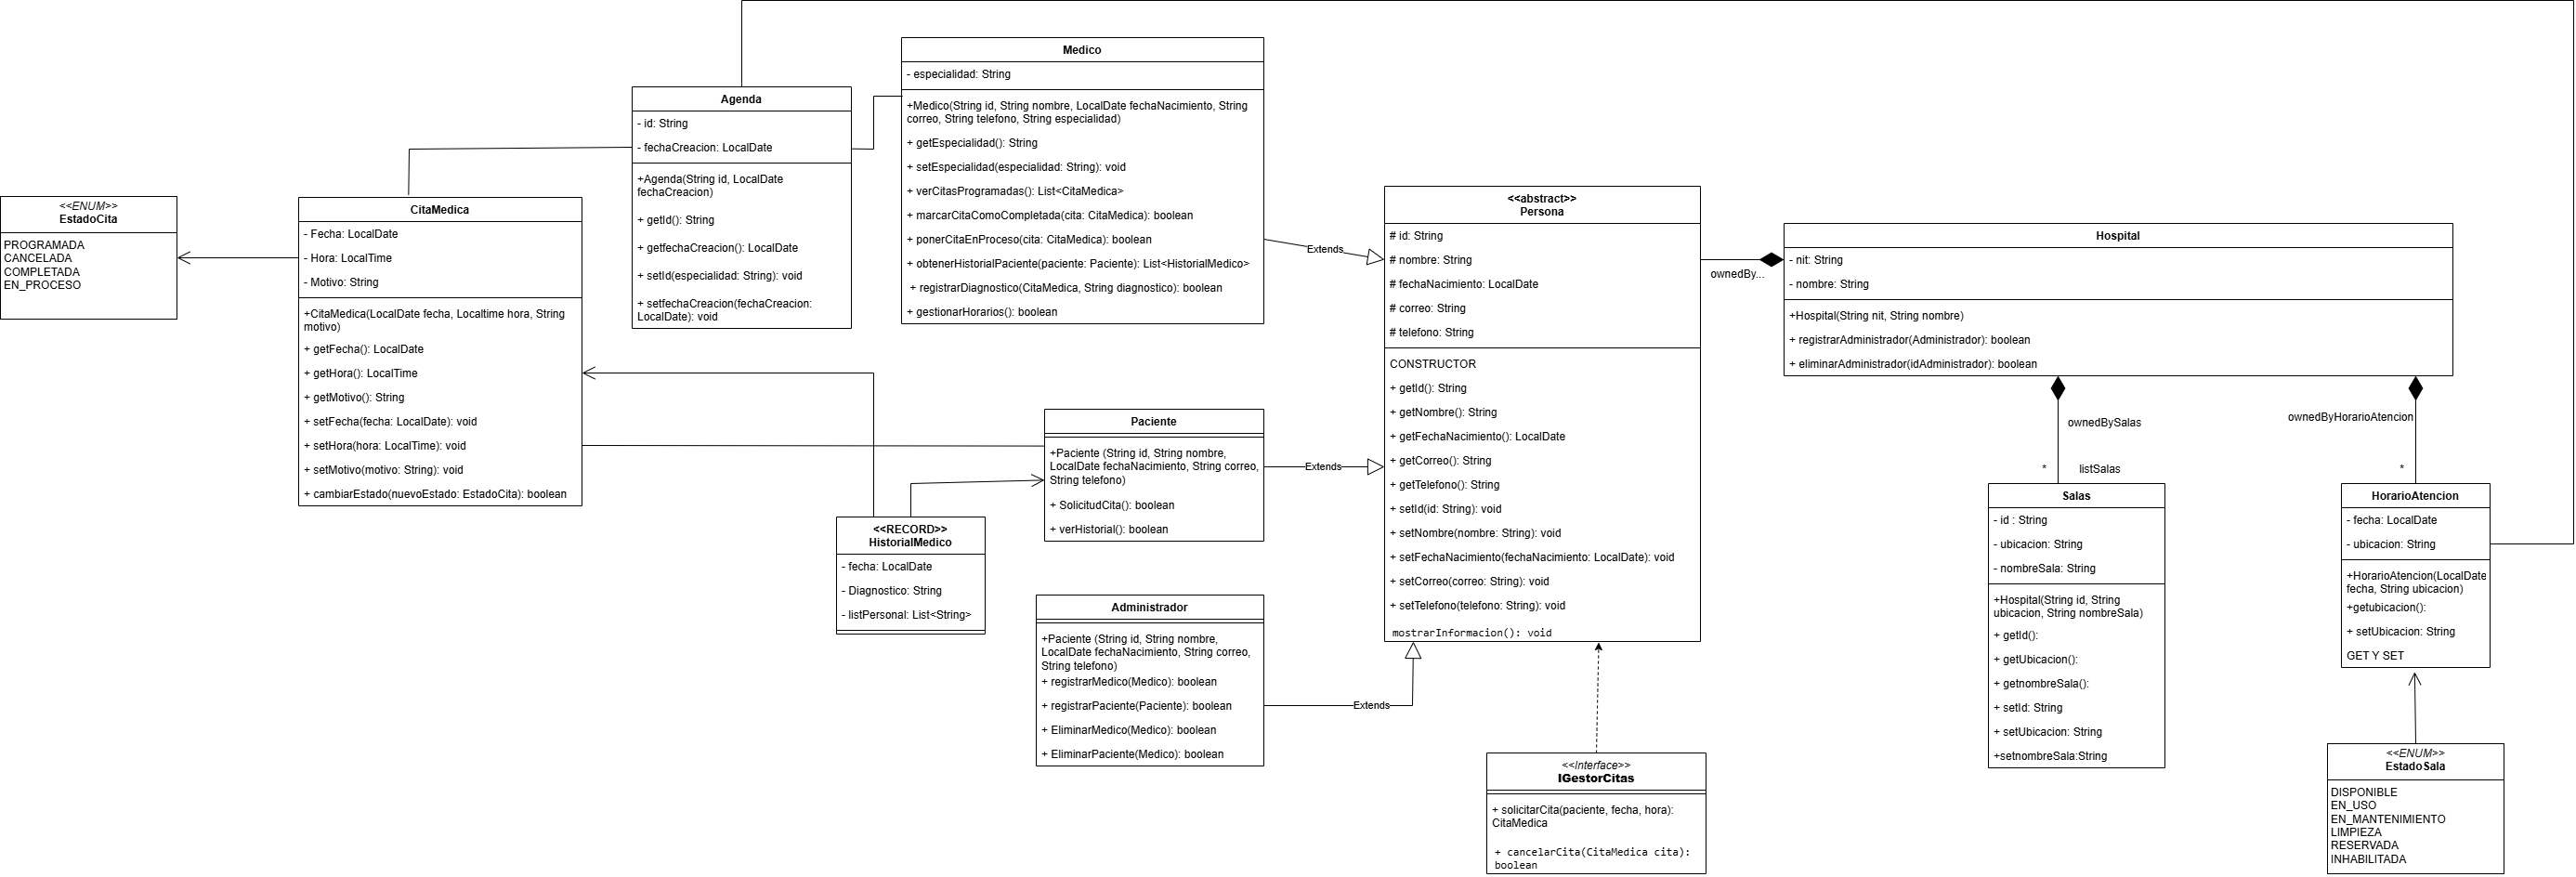 <<ENUM>>
EstadoCita
PROGRAMADA
CANCELADA
COMPLETADA
EN_PROCESO
CitaMedica
- Fecha: LocalDate
- Hora: LocalTime
- Motivo: String
+CitaMedica(LocalDate fecha, Localtime hora, String
motivo)
+ getFecha(): LocalDate
+ getHora(): LocalTime
+ getMotivo(): String
+ setFecha(fecha: LocalDate): void
+ setHora(hora: LocalTime): void
+ setMotivo(motivo: String): void
+ cambiarEstado(nuevoEstado: EstadoCita): boolean
Agenda
- id: String
- fechaCreacion: LocalDate
+Agenda(String id, LocalDate
fechaCreacion)
+ getId(): String
+ getfechaCreacion(): LocalDate
+ setId(especialidad: String): void
+ setfechaCreacion(fechaCreacion:
LocalDate): void
Medico
- especialidad: String
+Medico(String id, String nombre, LocalDate fechaNacimiento, String
correo, String telefono, String especialidad)
+ getEspecialidad(): String
+ setEspecialidad(especialidad: String): void
+ verCitasProgramadas(): List<CitaMedica>
+ marcarCitaComoCompletada(cita: CitaMedica): boolean
+ ponerCitaEnProceso(cita: CitaMedica): boolean
+ obtenerHistorialPaciente(paciente: Paciente): List<HistorialMedico>
+ registrarDiagnostico(CitaMedica, String diagnostico): boolean
+ gestionarHorarios(): boolean
Extends
Paciente
+Paciente (String id, String nombre,
LocalDate fechaNacimiento, String correo,
String telefono)
+ SolicitudCita(): boolean
+ verHistorial(): boolean
Extends
<<RECORD>>
HistorialMedico
- fecha: LocalDate
- Diagnostico: String
- listPersonal: List<String>
Administrador
+Paciente (String id, String nombre,
LocalDate fechaNacimiento, String correo,
String telefono)
+ registrarMedico(Medico): boolean
+ registrarPaciente(Paciente): boolean
+ EliminarMedico(Medico): boolean
+ EliminarPaciente(Medico): boolean
Extends
<<abstract>>
Persona
# id: String
# nombre: String
# fechaNacimiento: LocalDate
# correo: String
# telefono: String
CONSTRUCTOR
+ getId(): String
+ getNombre(): String
+ getFechaNacimiento(): LocalDate
+ getCorreo(): String
+ getTelefono(): String
+ setId(id: String): void
+ setNombre(nombre: String): void
+ setFechaNacimiento(fechaNacimiento: LocalDate): void
+ setCorreo(correo: String): void
+ setTelefono(telefono: String): void
mostrarInformacion(): void
<<Interface>>
IGestorCitas
+ solicitarCita(paciente, fecha, hora):
CitaMedica
+ cancelarCita(CitaMedica cita):
boolean
ownedBy...
Hospital
- nit: String
- nombre: String
+Hospital(String nit, String nombre)
+ registrarAdministrador(Administrador): boolean
+ eliminarAdministrador(idAdministrador): boolean
ownedBySalas
* listSalas
Salas
- id : String
- ubicacion: String
- nombreSala: String
+Hospital(String id, String
ubicacion, String nombreSala)
+ getId():
+ getUbicacion():
+ getnombreSala():
+ setId: String
+ setUbicacion: String
+setnombreSala:String
ownedByHorarioAtencion
*
HorarioAtencion
- fecha: LocalDate
- ubicacion: String
+HorarioAtencion(LocalDate
fecha, String ubicacion)
+getubicacion():
+ setUbicacion: String
GET Y SET
<<ENUM>>
EstadoSala
DISPONIBLE
EN_USO
EN_MANTENIMIENTO
LIMPIEZA
RESERVADA
INHABILITADA